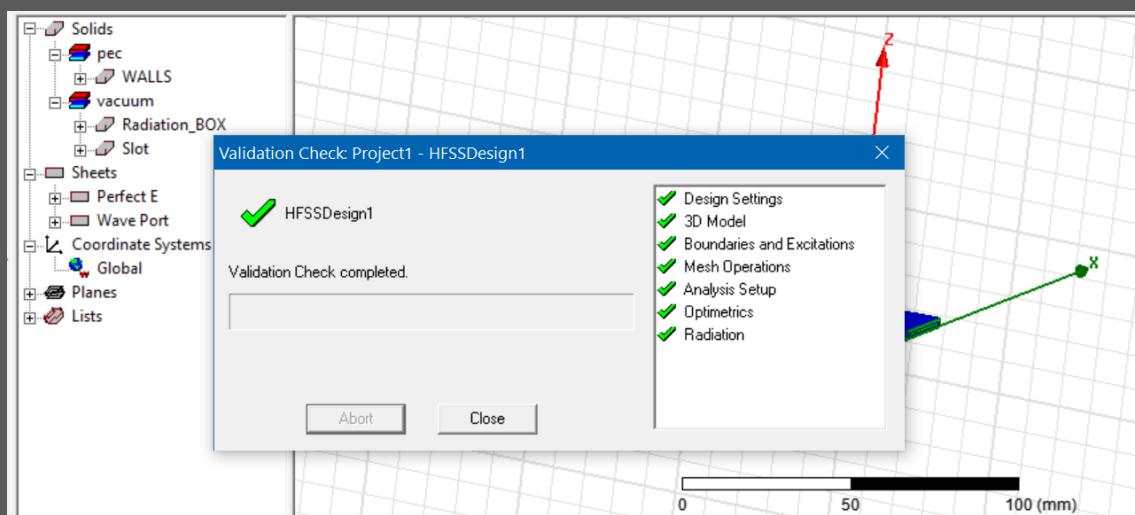 Solids
pec
WALLS
vacuum
Radiation_BOX
Slot
Sheets
Perfect E
Wave Port
Coordinate Systems
Global
Planes
Lists
Z
X
Validation Check: Project1 - HFSSDesign1
HFSSDesign1
Validation Check completed.
Abort
Close
Design Settings
3D Model
Boundaries and Excitations
Mesh Operations
Analysis Setup
Optimetrics
Radiation
0
50
100 (mm)